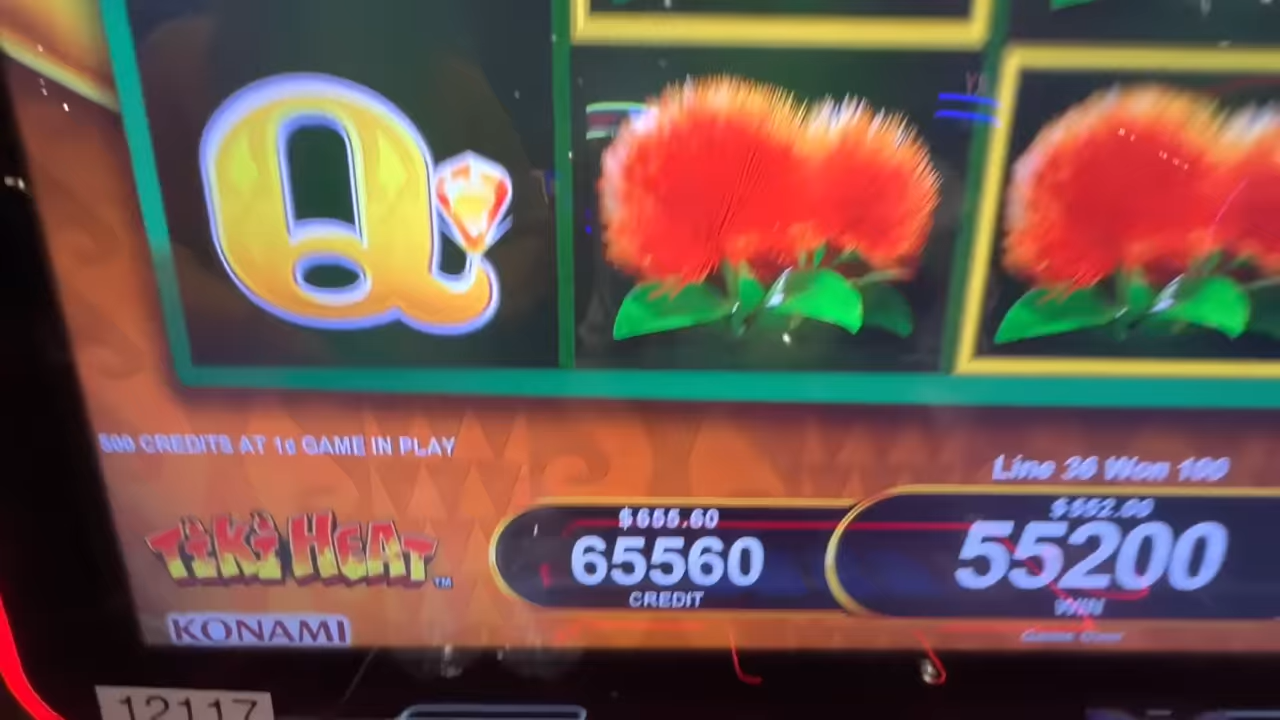 Q
500 CREDITS AT 1¢ GAME IN PLAY
Line 36 Won 100
TIKI HEAT™
$655.60
65560
CREDIT
$552.00
55200
WIN
Game Over
KONAMI
12117